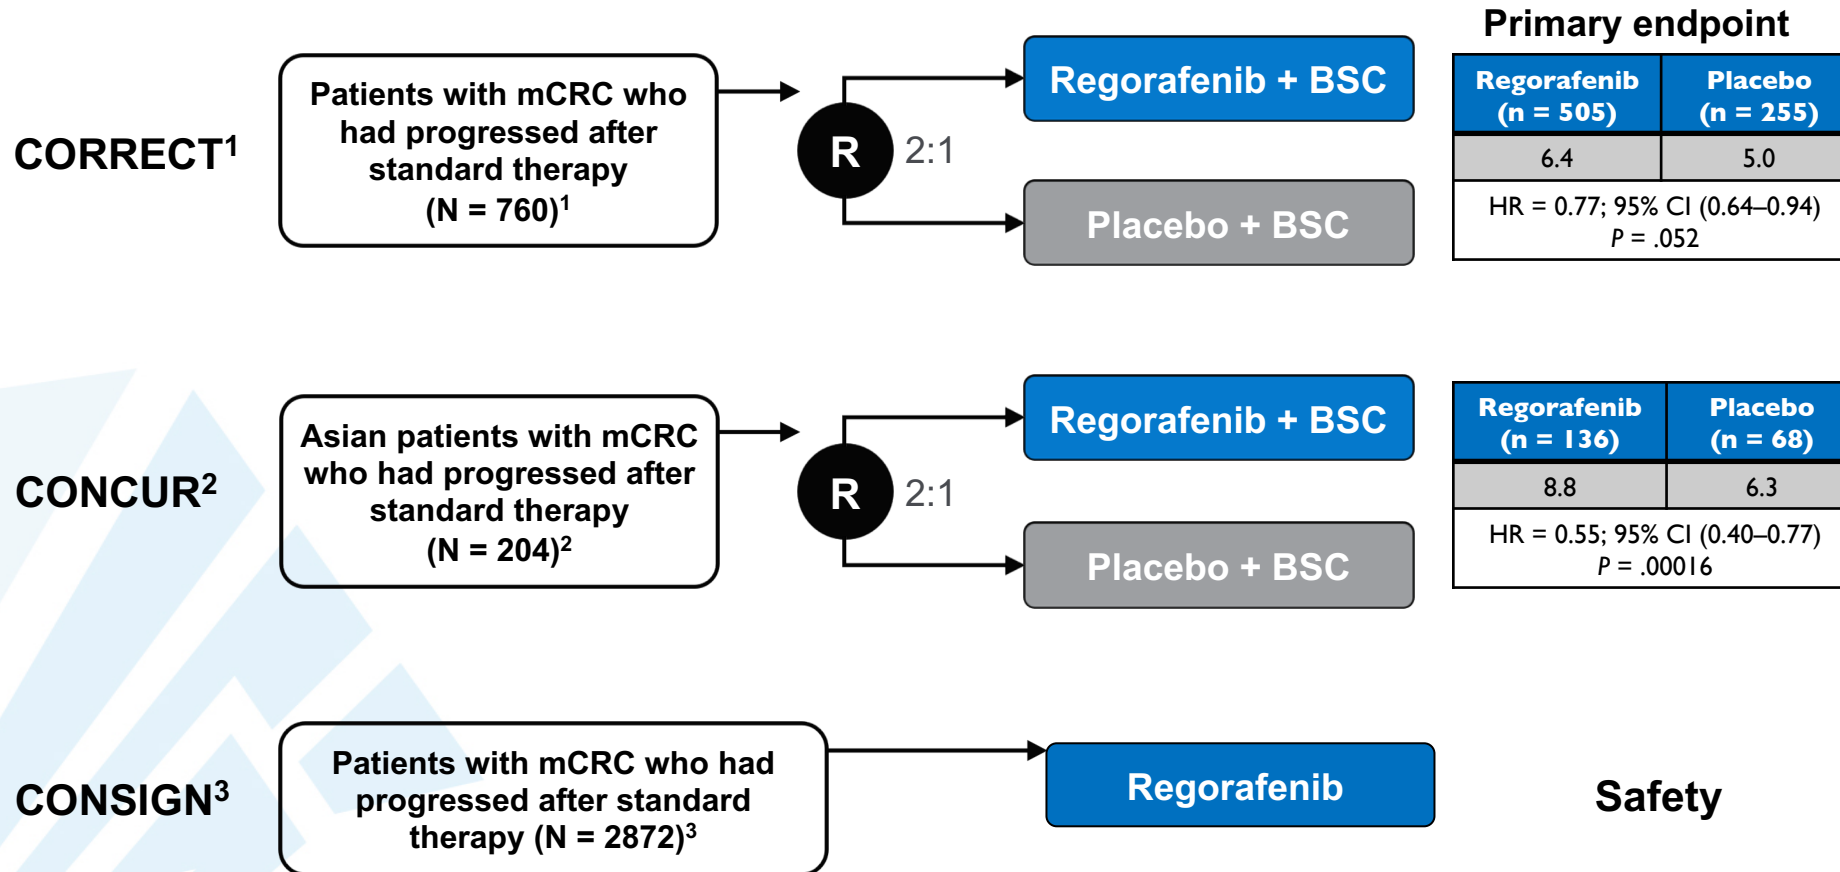 Primary endpoint
CORRECT¹
Patients with mCRC who
had progressed after
standard therapy
(N = 760)¹
R
2:1
Regorafenib + BSC
Placebo + BSC
Regorafenib
(n = 505)
Placebo
(n = 255)
6.4
5.0
HR = 0.77; 95% CI (0.64–0.94)
P = .052
CONCUR²
Asian patients with mCRC
who had progressed after
standard therapy
(N = 204)²
R
2:1
Regorafenib + BSC
Placebo + BSC
Regorafenib
(n = 136)
Placebo
(n = 68)
8.8
6.3
HR = 0.55; 95% CI (0.40–0.77)
P = .00016
CONSIGN³
Patients with mCRC who had
progressed after standard
therapy (N = 2872)³
Regorafenib
Safety